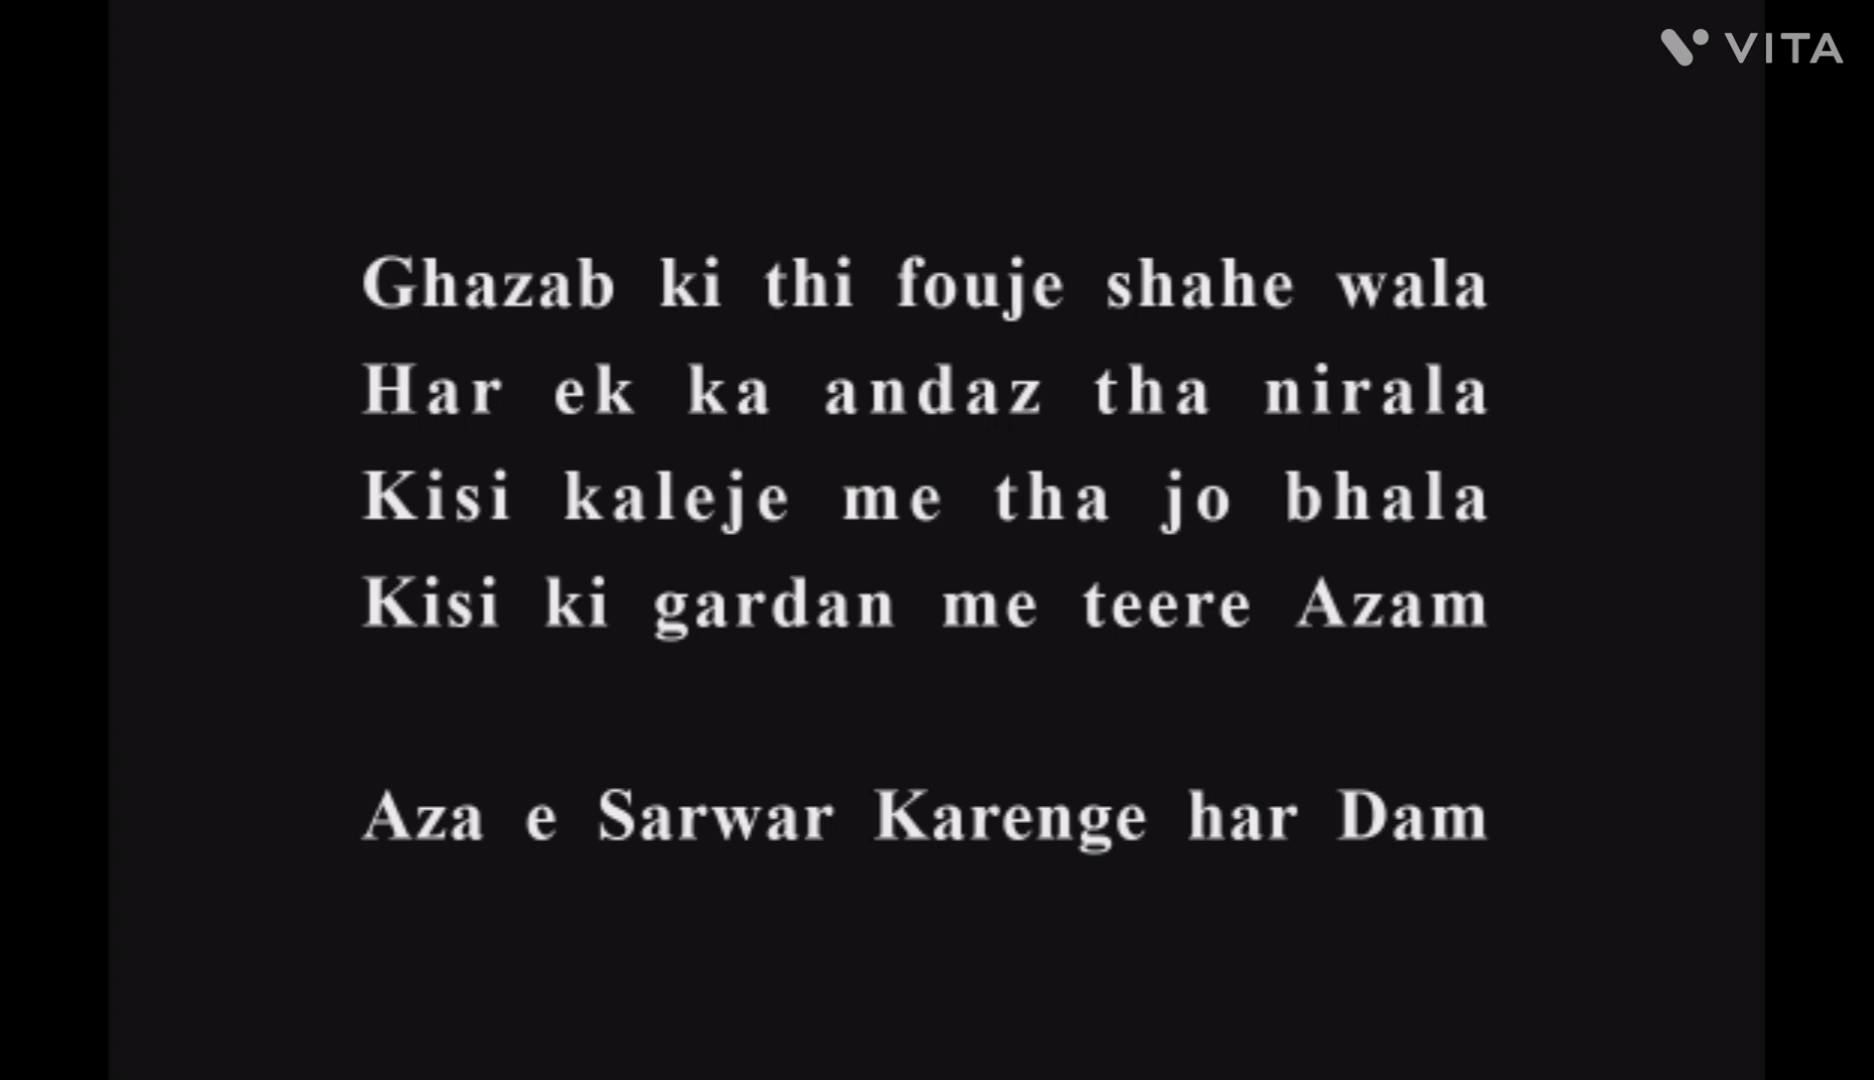 VITA
Ghazab ki thi fouje shahe wala
Har ek ka andaz tha nirala
Kisi kaleje me tha jo bhala
Kisi ki gardan me teere Azam
Aza e Sarwar Karenge har Dam